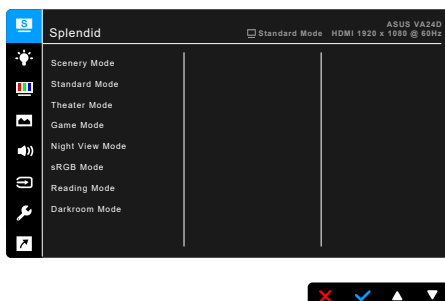 S
Splendid
Standard Mode
ASUS VA24D
HDMI 1920 x 1080 @ 60Hz
Scenery Mode
Standard Mode
Theater Mode
Game Mode
Night View Mode
sRGB Mode
Reading Mode
Darkroom Mode